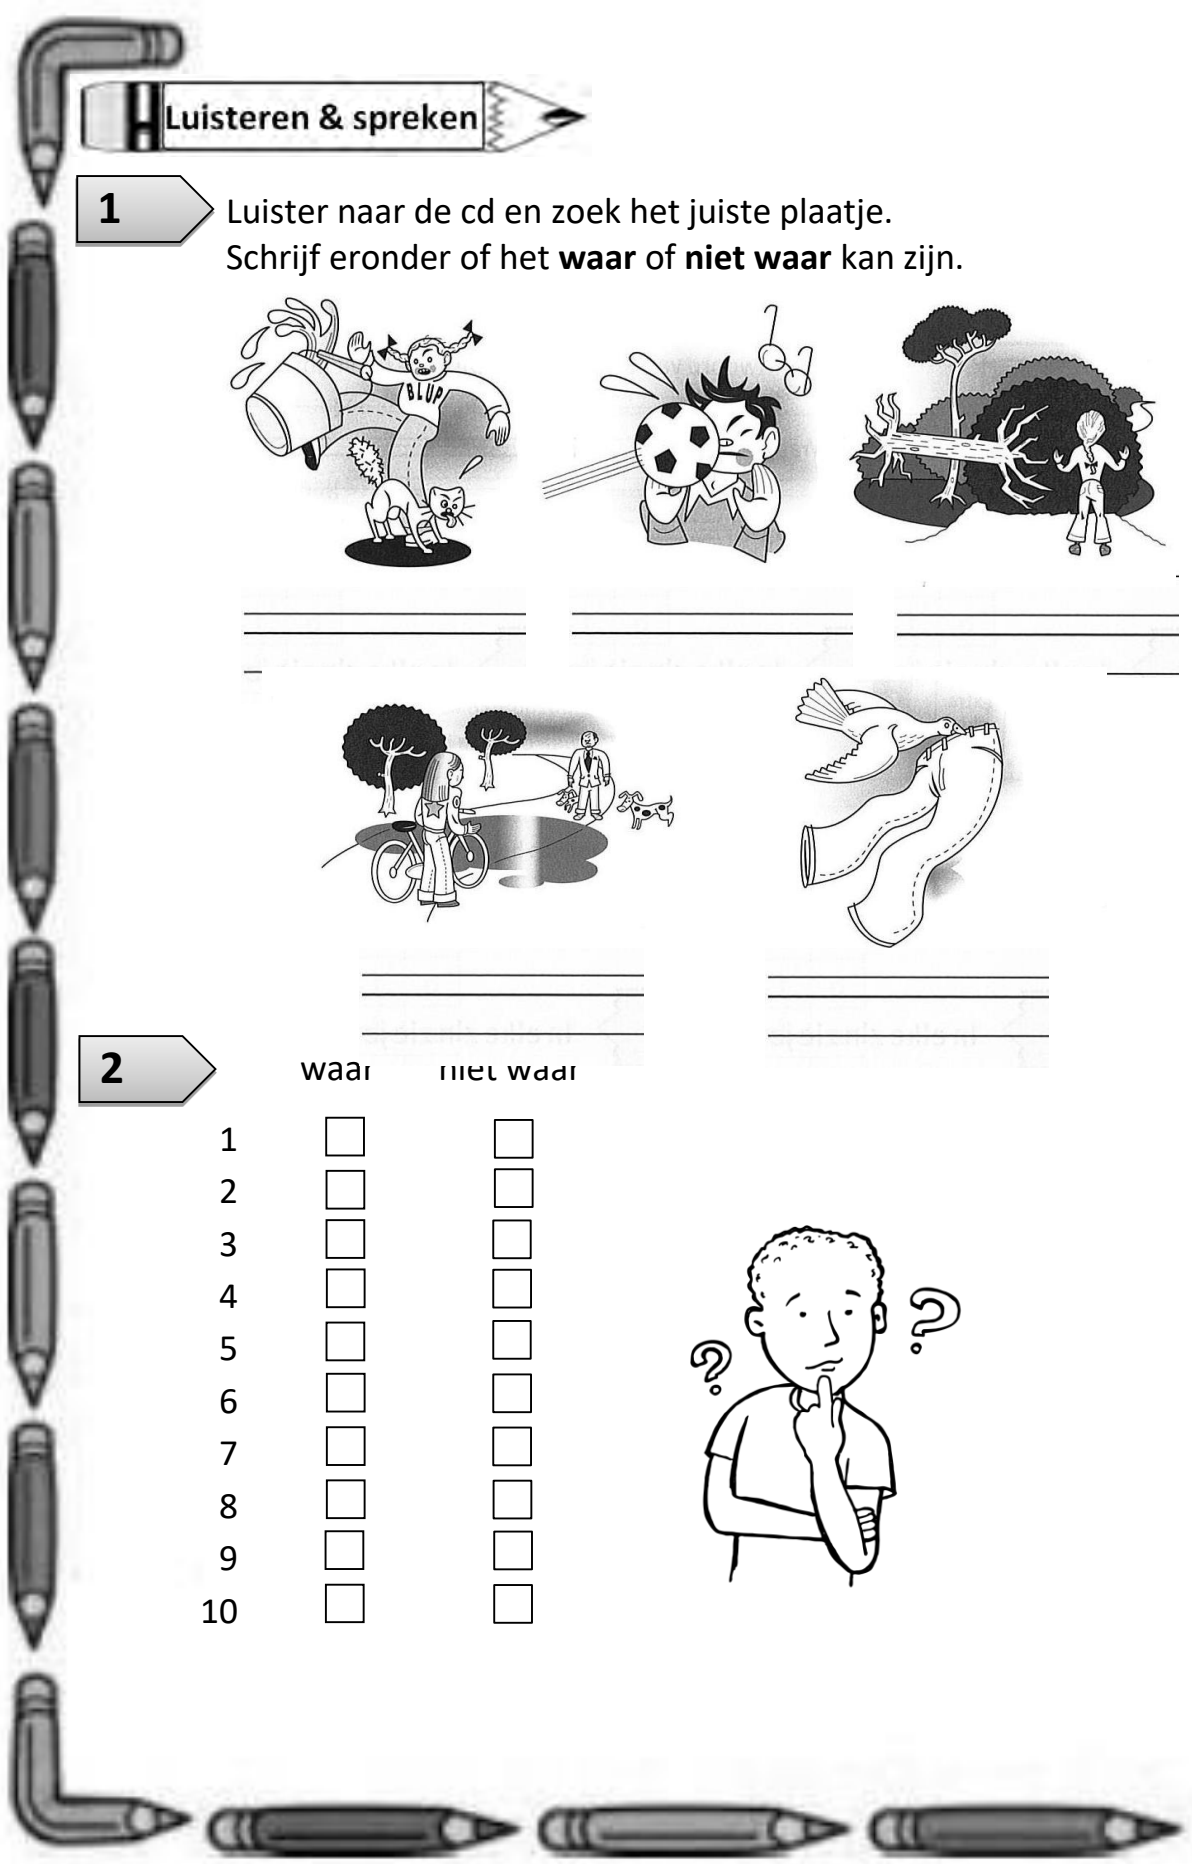 Luisteren & spreken
1
Luister naar de cd en zoek het juiste plaatje.
Schrijf eronder of het waar of niet waar kan zijn.
BLUP
2
waar niet waar
1
2
3
4
5
6
7
8
9
10